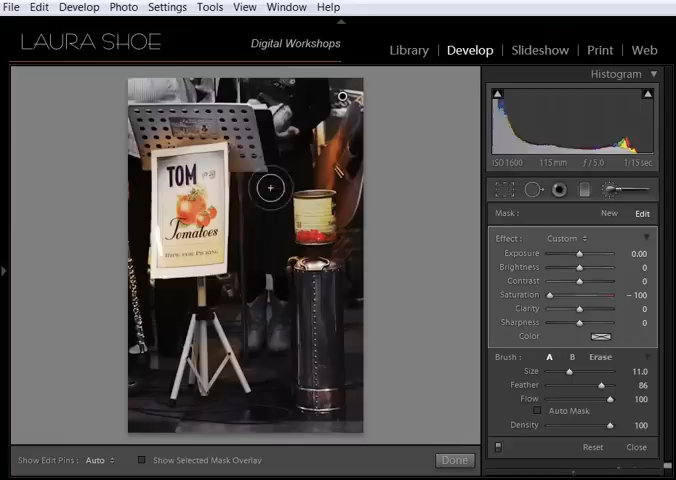 File Edit Develop Photo Settings Tools View Window Help
LAURA SHOE
Digital Workshops
Library | Develop | Slideshow | Print | Web
Histogram
ISO 1600 115 mm ƒ / 5.0 1/15 sec
Mask: New Edit
Effect: Custom
Exposure 0.00
Brightness 0
Contrast 0
Saturation – 100
Clarity 0
Sharpness 0
Color
Brush: A B Erase
Size 11.0
Feather 86
Flow 100
Auto Mask
Density 100
Reset Close
TOM
Tomatoes
Show Edit Pins: Auto Show Selected Mask Overlay Done